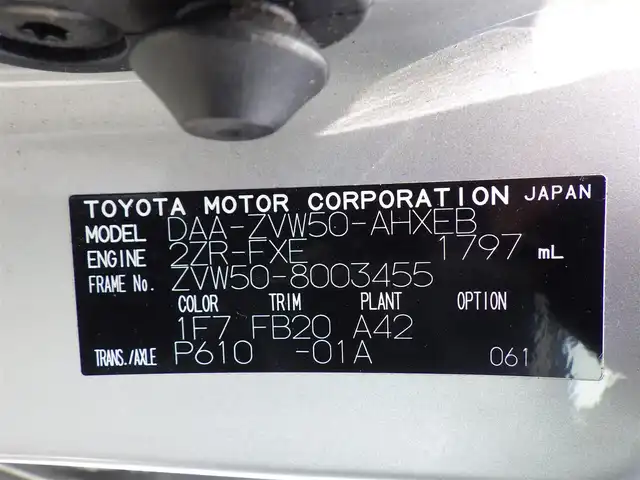 TOYOTA MOTOR CORPORATION JAPAN
MODEL DAA-ZVW50-AHXEB
ENGINE 2ZR-FXE 1797 mL
FRAME No. ZVW50-8003455
COLOR TRIM PLANT OPTION
1F7 FB20 A42
TRANS./AXLE P610 -01A 061